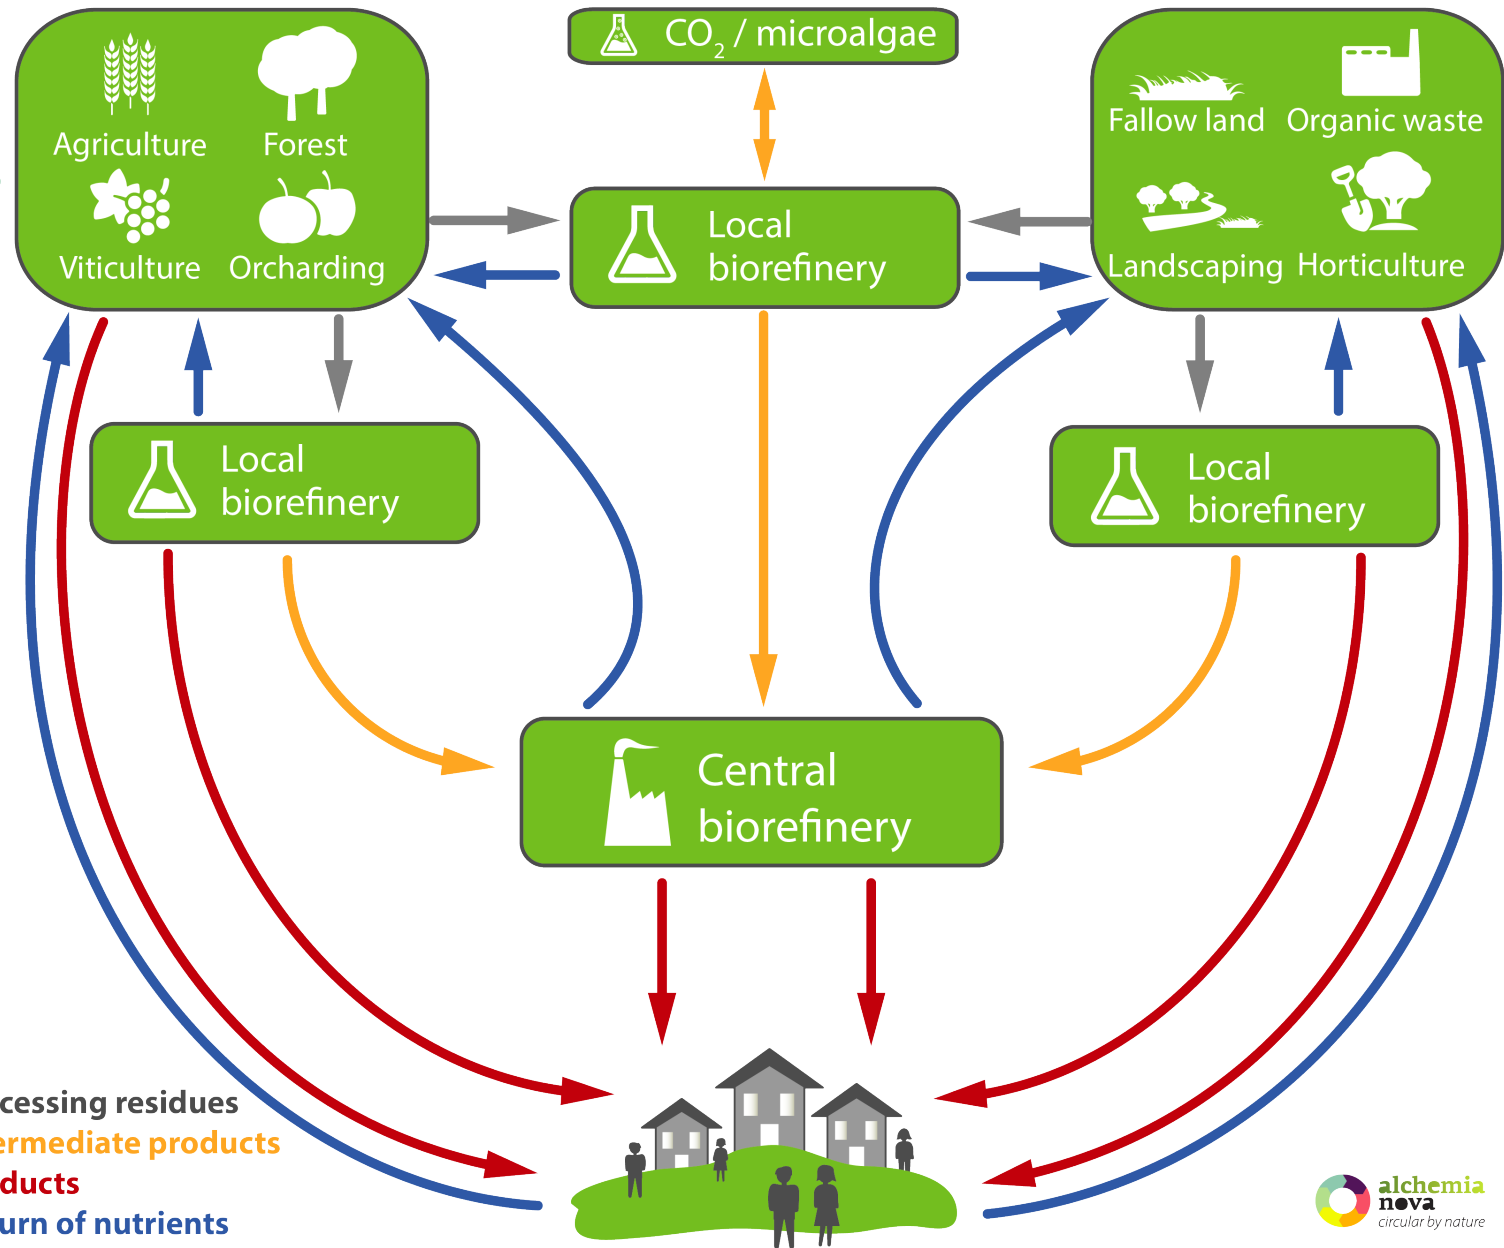 CO2 / microalgae
Agriculture
Forest
Viticulture
Orcharding
Fallow land
Organic waste
Landscaping
Horticulture
Local
biorefinery
Local
biorefinery
Local
biorefinery
Central
biorefinery
cessing residues
ermediate products
ducts
urn of nutrients
alchemia
nova
circular by nature